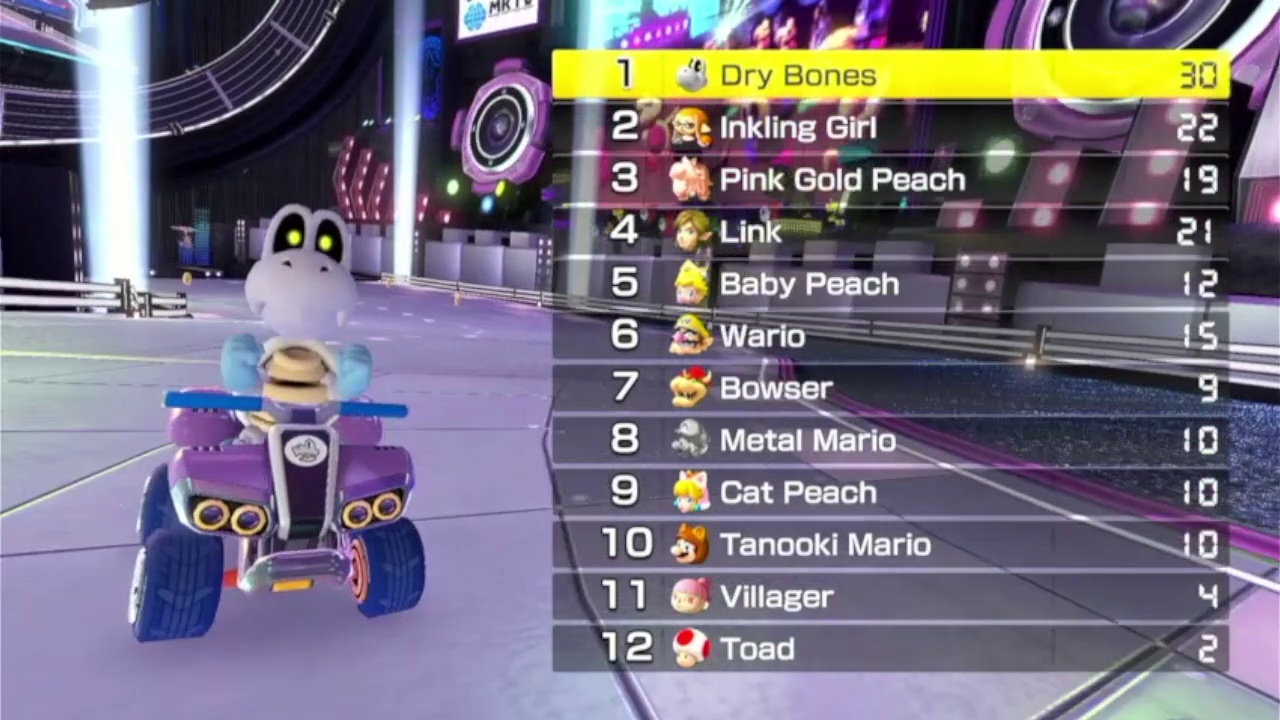 MKTV
1 Dry Bones 30
2 Inkling Girl 22
3 Pink Gold Peach 19
4 Link 21
5 Baby Peach 12
6 Wario 15
7 Bowser 9
8 Metal Mario 10
9 Cat Peach 10
10 Tanooki Mario 10
11 Villager 4
12 Toad 2